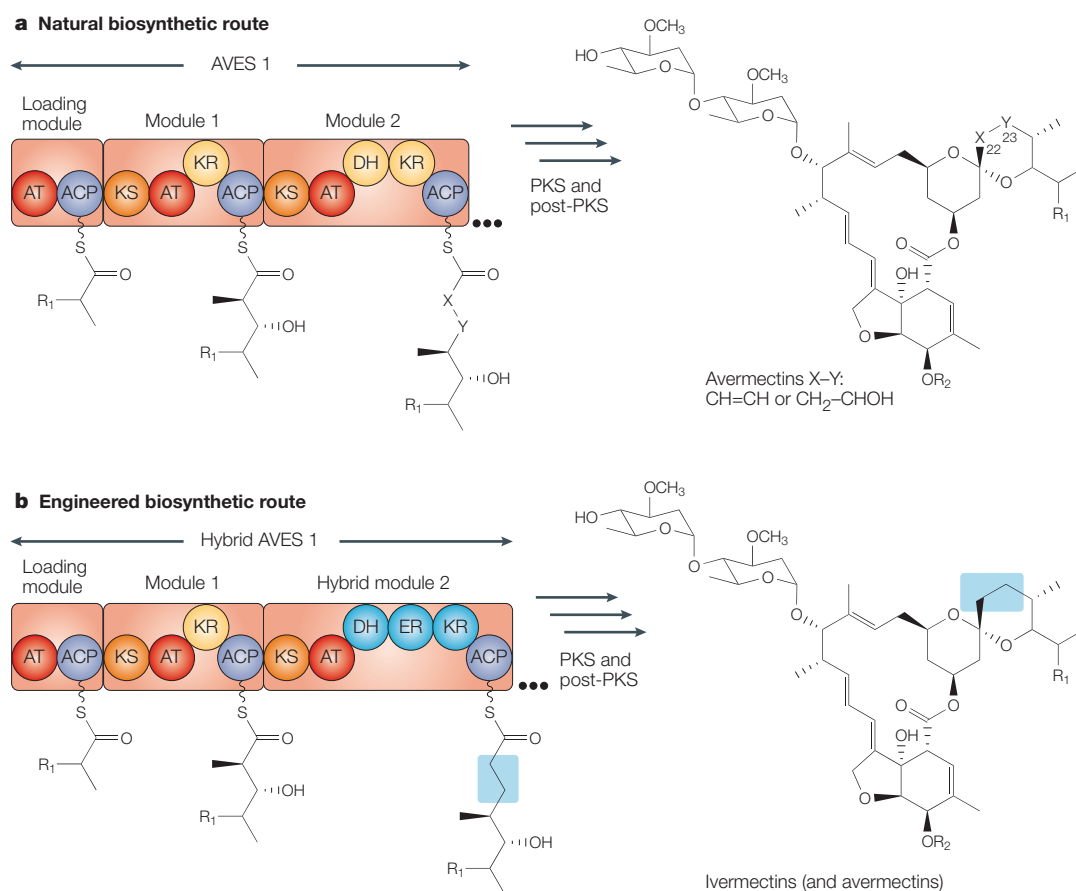 a Natural biosynthetic route
AVES 1
Loading
module
Module 1
Module 2
AT ACP KS AT KR ACP KS AT DH KR ACP
S
O
R1
S
O
OH
R1
S
O
X
Y
OH
R1
PKS and
post-PKS
OCH3
HO
O
OCH3
O
O
O
Y
X 23
22
O
O
R1
O
O
OH
O
OR2
Avermectins X–Y:
CH=CH or CH2–CHOH
b Engineered biosynthetic route
Hybrid AVES 1
Loading
module
Module 1
Hybrid module 2
AT ACP KS AT KR ACP KS AT DH ER KR ACP
S
O
R1
S
O
OH
R1
S
O
OH
R1
PKS and
post-PKS
OCH3
HO
O
OCH3
O
O
O
O
O
R1
O
O
OH
O
OR2
Ivermectins (and avermectins)